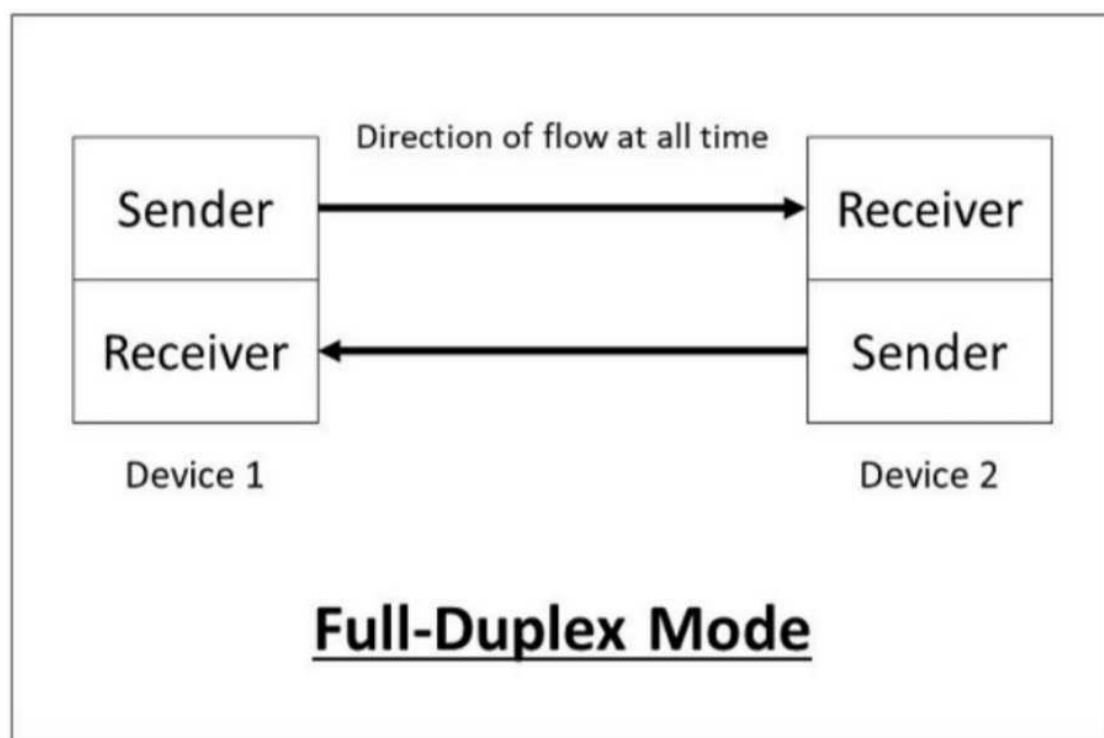 Direction of flow at all time
Sender
Receiver
Receiver
Sender
Device 1
Device 2
Full-Duplex Mode